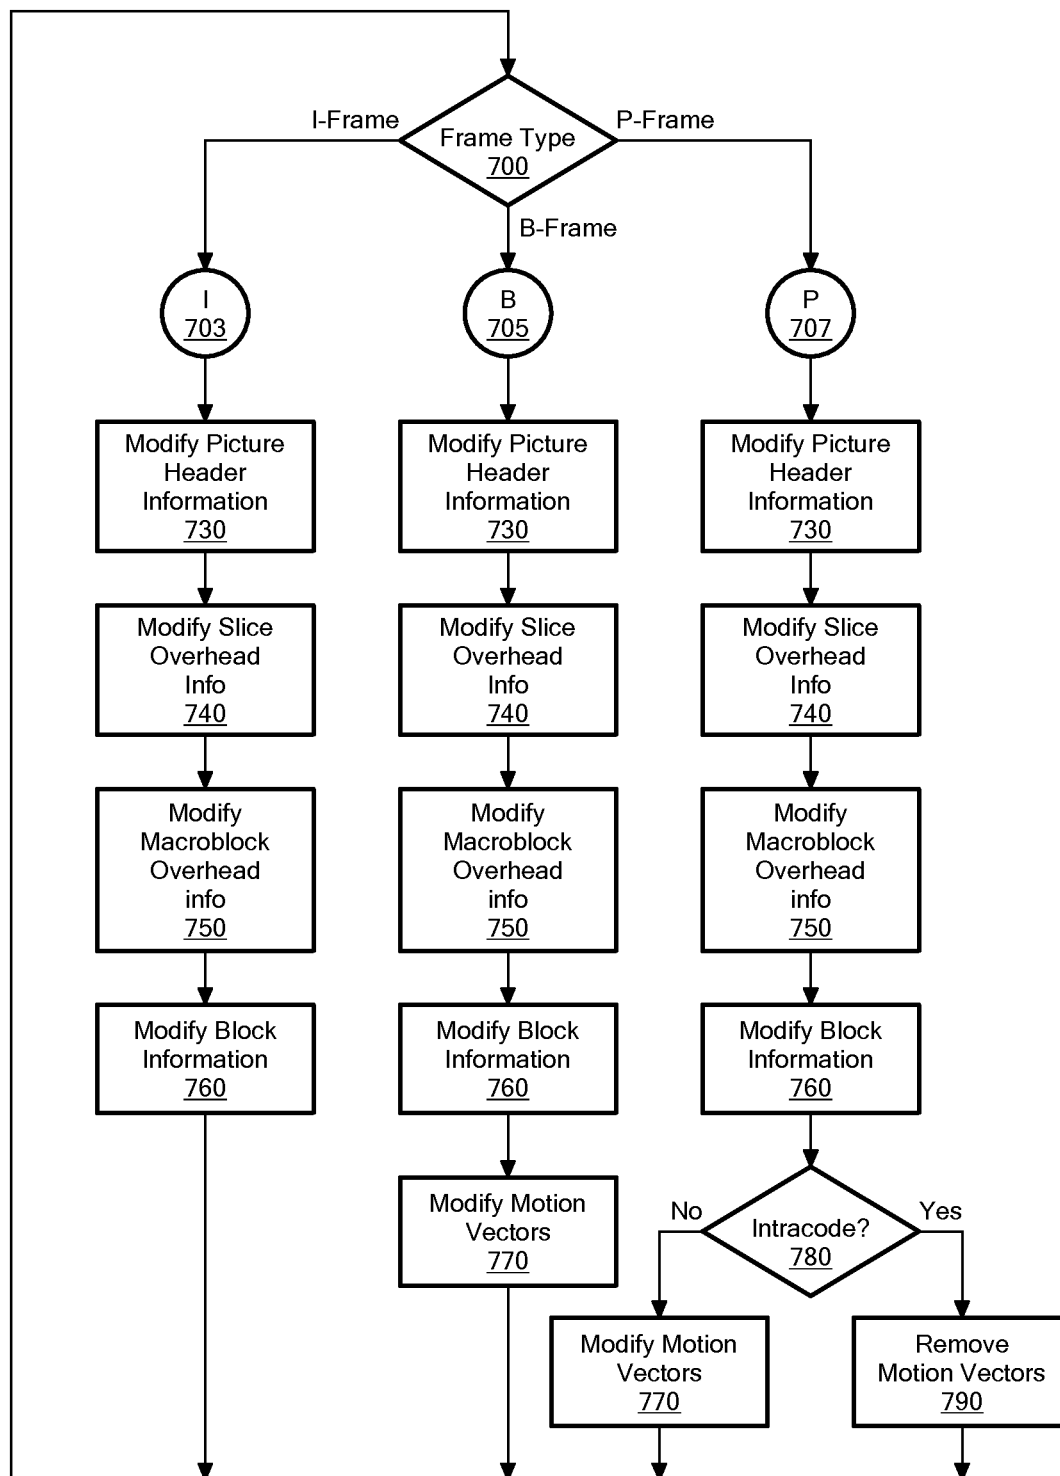 I-Frame
P-Frame
Frame Type
700
B-Frame
I
703
B
705
P
707
Modify Picture
Header
Information
730
Modify Picture
Header
Information
730
Modify Picture
Header
Information
730
Modify Slice
Overhead
Info
740
Modify Slice
Overhead
Info
740
Modify Slice
Overhead
Info
740
Modify
Macroblock
Overhead
info
750
Modify
Macroblock
Overhead
info
750
Modify
Macroblock
Overhead
info
750
Modify Block
Information
760
Modify Block
Information
760
Modify Block
Information
760
Modify Motion
Vectors
770
No
Intracode?
780
Yes
Modify Motion
Vectors
770
Remove
Motion Vectors
790